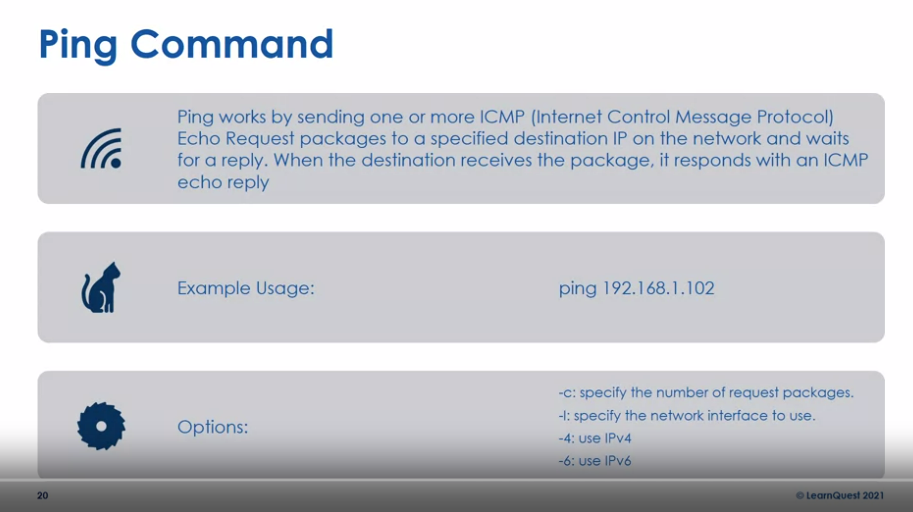 Ping Command
Ping works by sending one or more ICMP (Internet Control Message Protocol)
Echo Request packages to a specified destination IP on the network and waits
for a reply. When the destination receives the package, it responds with an ICMP
echo reply
Example Usage:
ping 192.168.1.102
Options:
-c: specify the number of request packages.
-I: specify the network interface to use.
-4: use IPv4
-6: use IPv6
20
© LearnQuest 2021